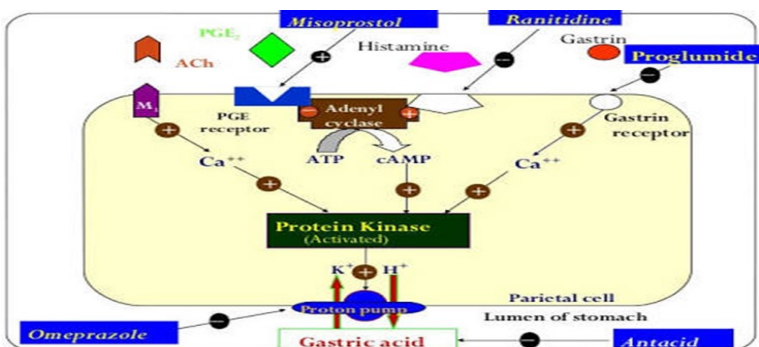 Misoprostol
Ranitidine
PGE₂
Histamine
Gastrin
ACh
Proglumide
M₁
PGE
receptor
Adenyl
cyclase
Gastrin
receptor
Ca⁺⁺
ATP
cAMP
Ca⁺⁺
Protein Kinase
(Activated)
K⁺
H⁺
Proton pump
Parietal cell
Lumen of stomach
Omeprazole
Gastric acid
Antacid